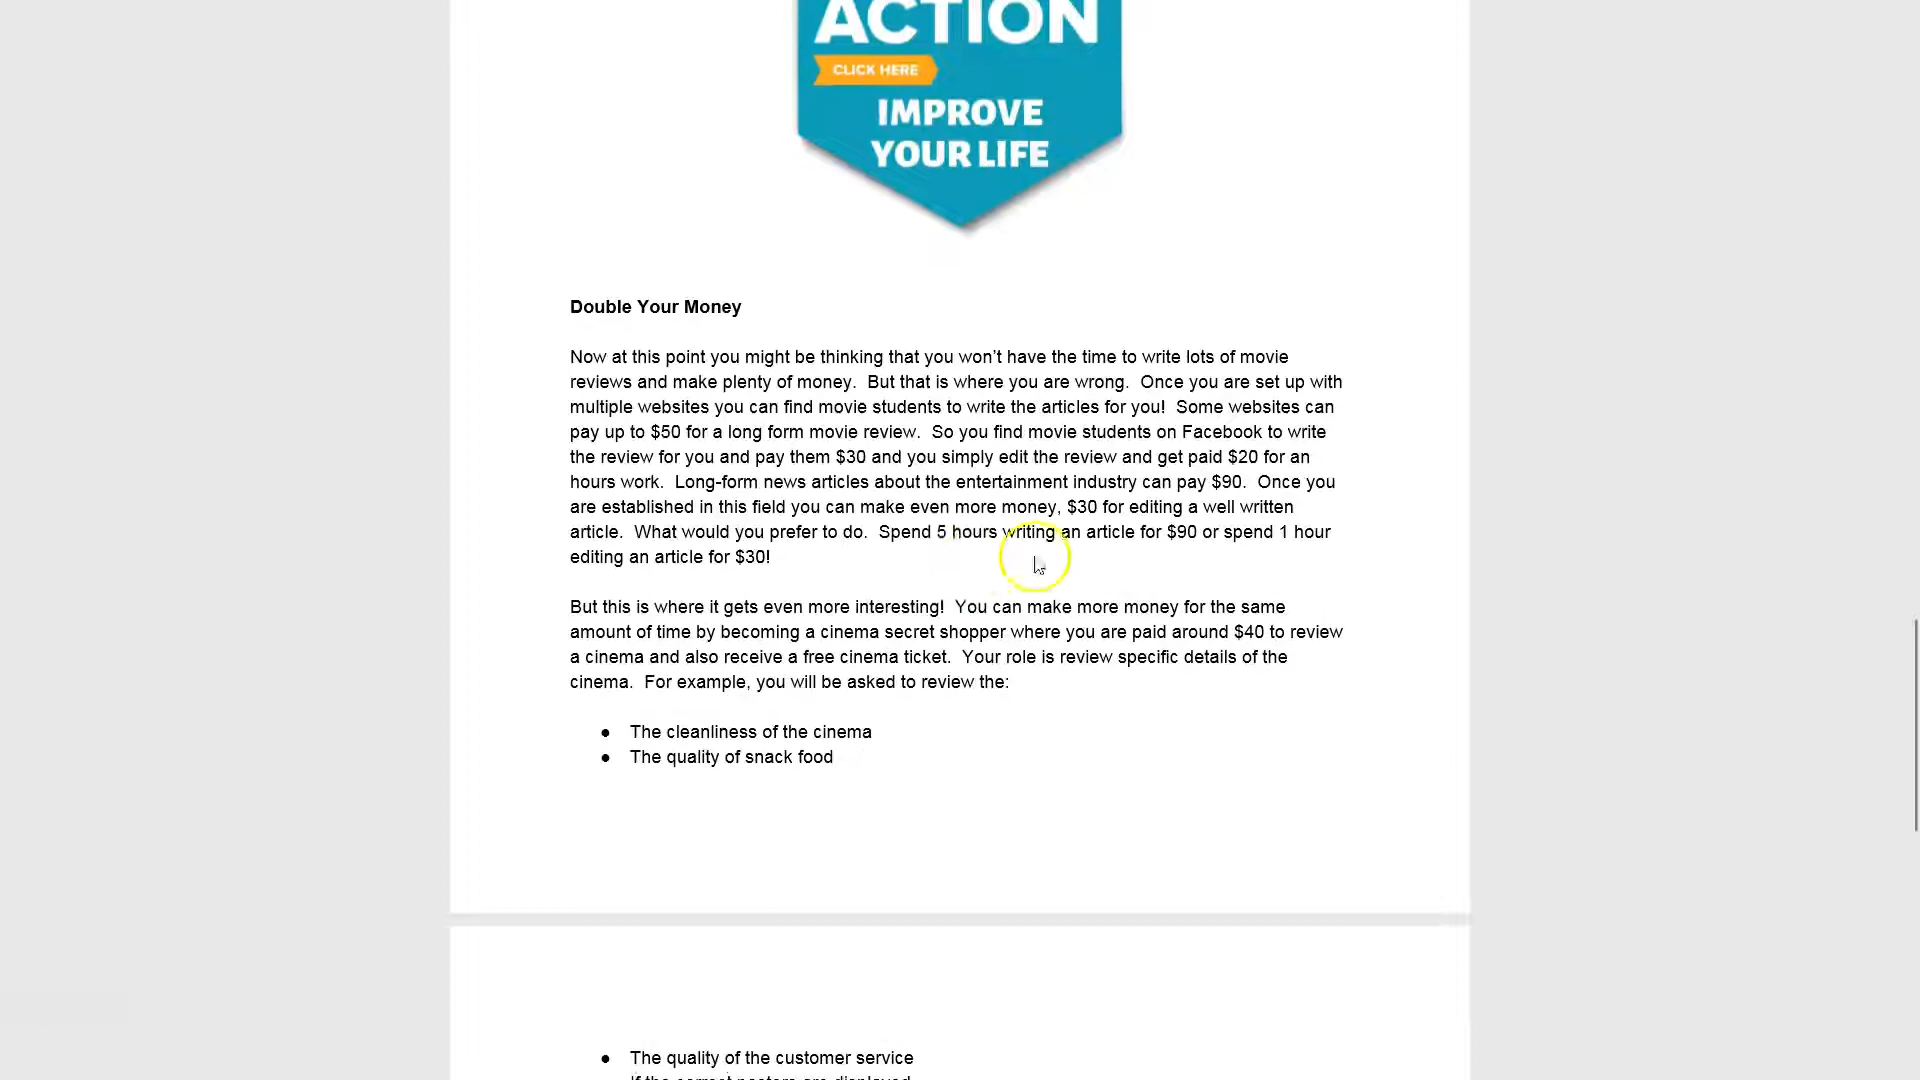 ACTION
CLICK HERE
IMPROVE
YOUR LIFE
Double Your Money
Now at this point you might be thinking that you won’t have the time to write lots of movie
reviews and make plenty of money.  But that is where you are wrong.  Once you are set up with
multiple websites you can find movie students to write the articles for you!  Some websites can
pay up to $50 for a long form movie review.  So you find movie students on Facebook to write
the review for you and pay them $30 and you simply edit the review and get paid $20 for an
hours work.  Long-form news articles about the entertainment industry can pay $90.  Once you
are established in this field you can make even more money, $30 for editing a well written
article.  What would you prefer to do.  Spend 5 hours writing an article for $90 or spend 1 hour
editing an article for $30!
But this is where it gets even more interesting!  You can make more money for the same
amount of time by becoming a cinema secret shopper where you are paid around $40 to review
a cinema and also receive a free cinema ticket.  Your role is review specific details of the
cinema.  For example, you will be asked to review the:
● The cleanliness of the cinema
● The quality of snack food
● The quality of the customer service
If the correct posters are displayed